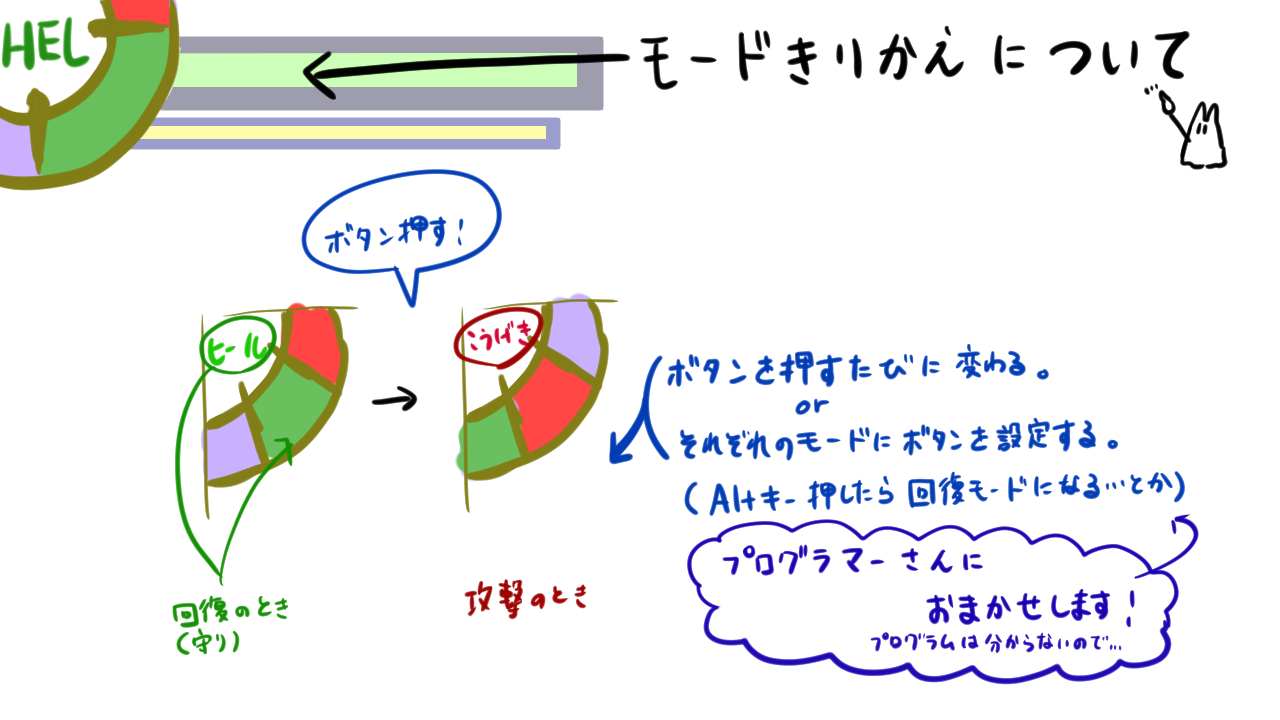 HEL
モードきりかえについて
ボタン押す!
ヒール
こうげき
ボタンを押すたびに変わる。
or
それぞれのモードにボタンを設定する。
(Altキー押したら回復モードになる…とか)
プログラマーさんに
おまかせします!
プログラムは分からないので…
回復のとき
(守り)
攻撃のとき